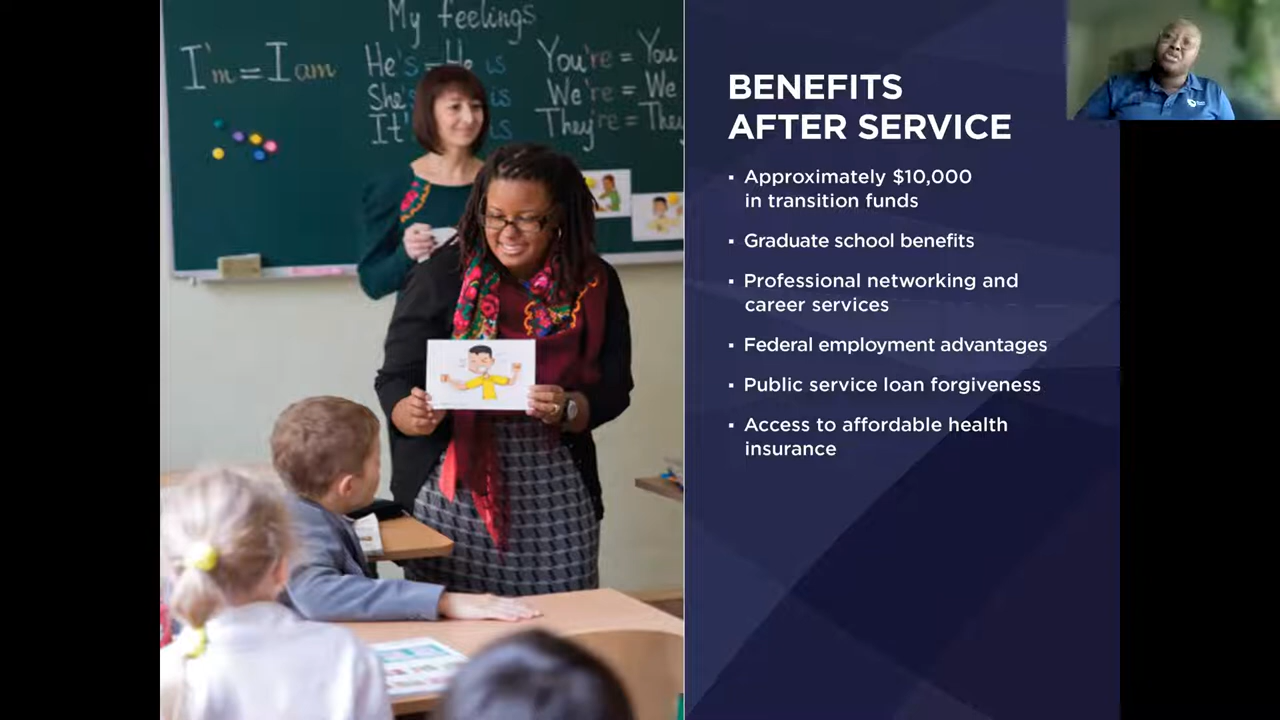 My feelings
I'm = I am
He's = He is
She's
is
It'
is
You're = You
We're = We
They're = They
BENEFITS
AFTER SERVICE
▪ Approximately $10,000
in transition funds
▪ Graduate school benefits
▪ Professional networking and
career services
▪ Federal employment advantages
▪ Public service loan forgiveness
▪ Access to affordable health
insurance